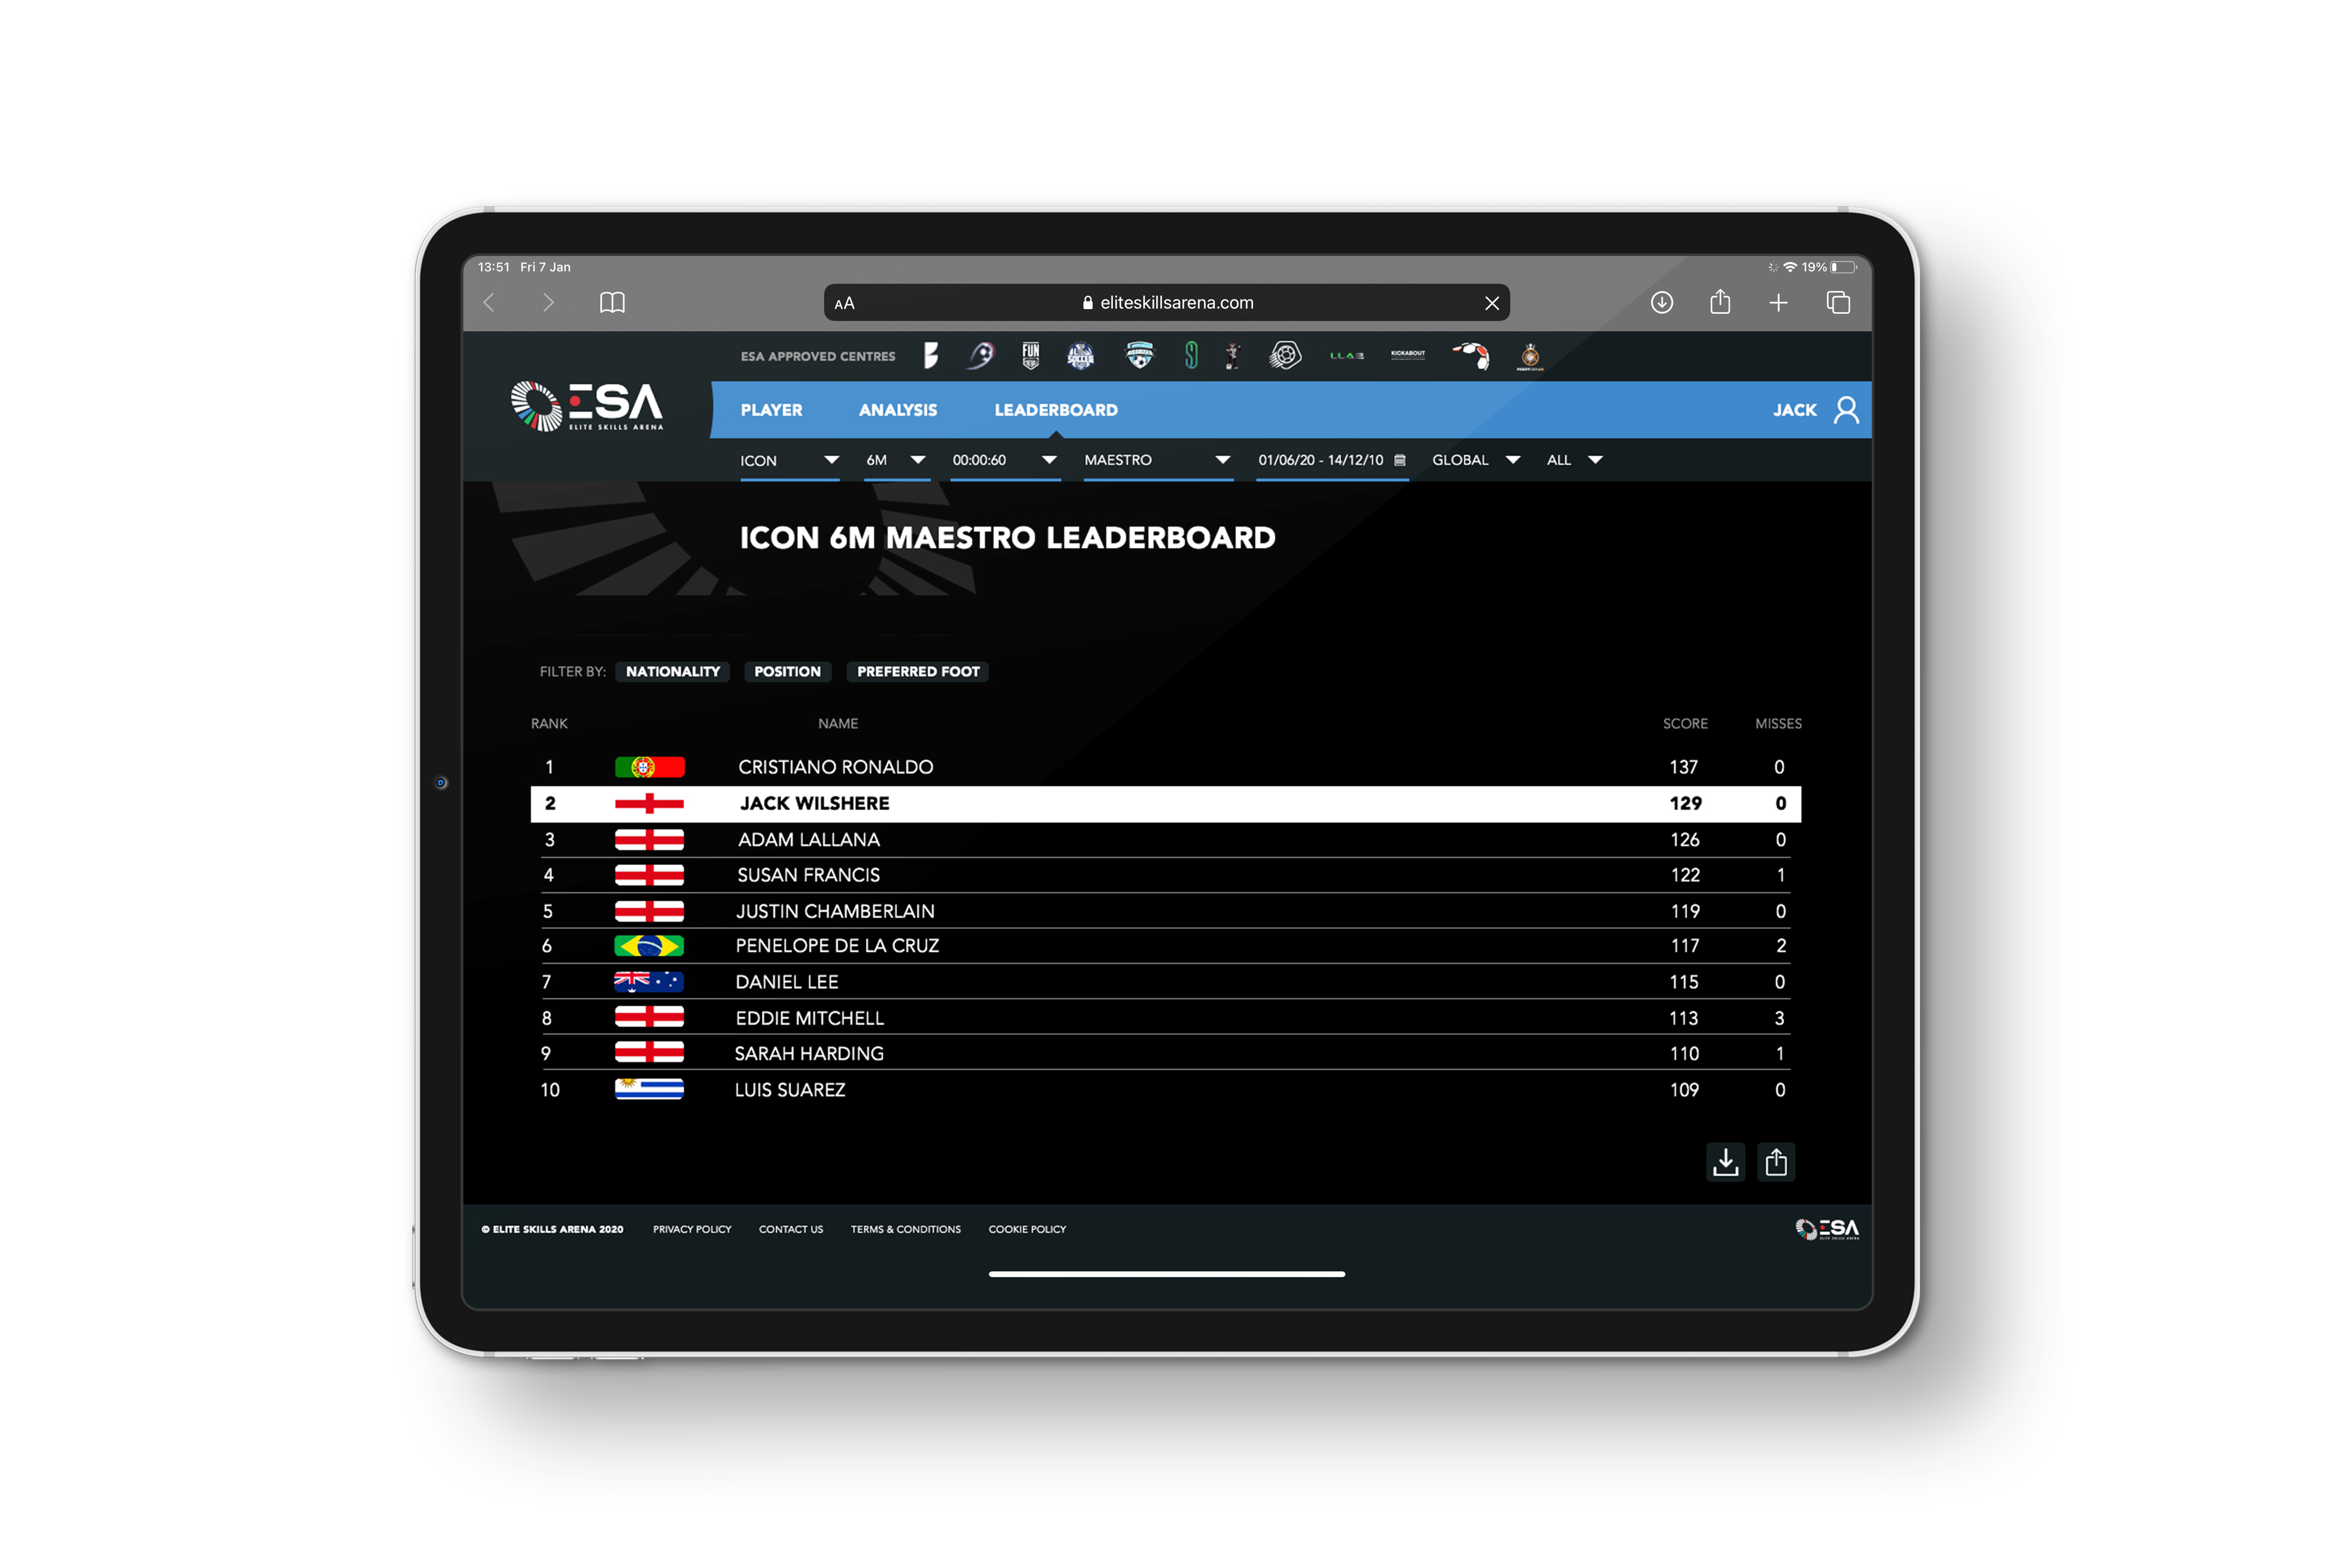 13:51 Fri 7 Jan 19%
AA eliteskillsarena.com
ESA APPROVED CENTRES FUN SOCCER LLAB KICKABOUT
ESA
ELITE SKILLS ARENA
PLAYER ANALYSIS LEADERBOARD JACK
ICON 6M 00:00:60 MAESTRO 01/06/20 - 14/12/10 GLOBAL ALL
ICON 6M MAESTRO LEADERBOARD
FILTER BY: NATIONALITY POSITION PREFERRED FOOT
RANK NAME SCORE MISSES
1 CRISTIANO RONALDO 137 0
2 JACK WILSHERE 129 0
3 ADAM LALLANA 126 0
4 SUSAN FRANCIS 122 1
5 JUSTIN CHAMBERLAIN 119 0
6 PENELOPE DE LA CRUZ 117 2
7 DANIEL LEE 115 0
8 EDDIE MITCHELL 113 3
9 SARAH HARDING 110 1
10 LUIS SUAREZ 109 0
© ELITE SKILLS ARENA 2020 PRIVACY POLICY CONTACT US TERMS & CONDITIONS COOKIE POLICY ESA
ELITE SKILLS ARENA